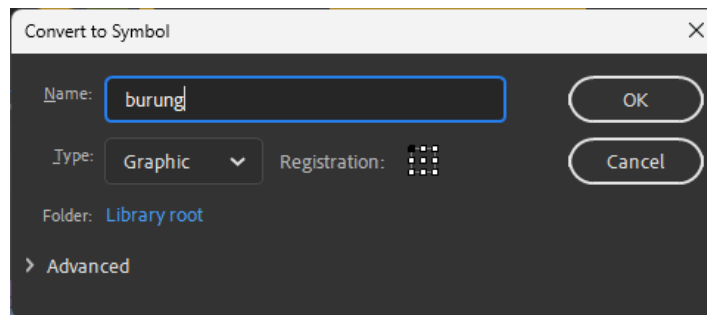 Convert to Symbol
Name: burung OK
Type: Graphic Registration: Cancel
Folder: Library root
Advanced